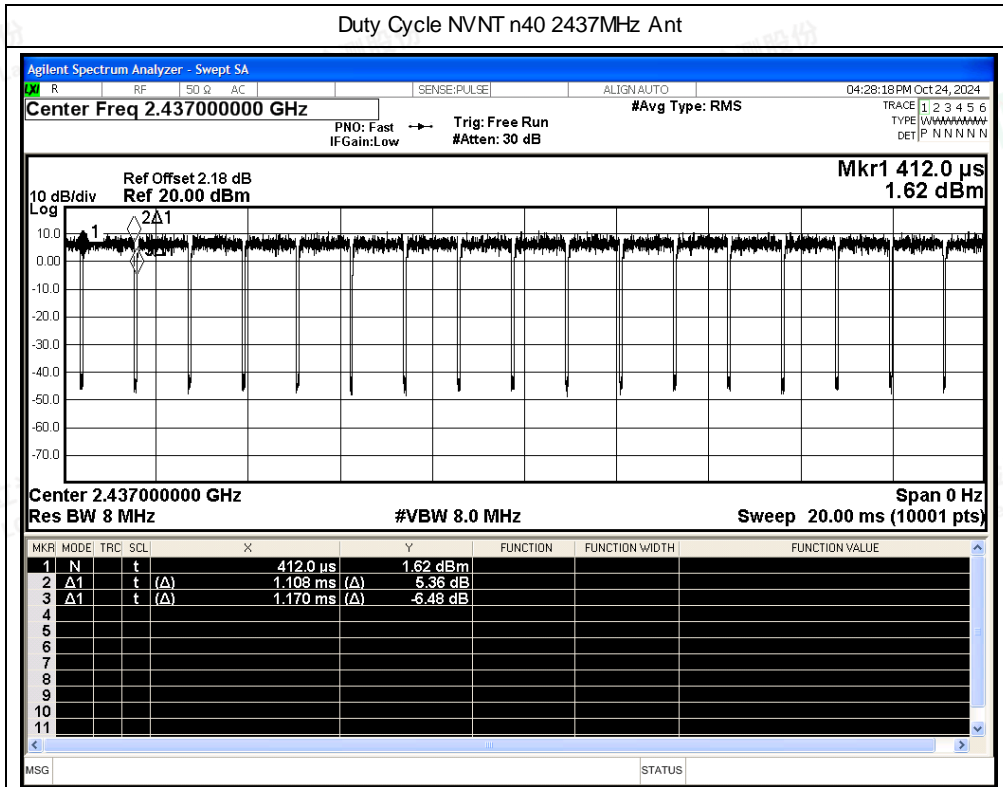 Duty Cycle NVNT n40 2437MHz Ant
Agilent Spectrum Analyzer - Swept SA
LXI R RF 50 Ω AC SENSE:PULSE ALIGN AUTO 04:28:18 PM Oct 24, 2024
Center Freq 2.437000000 GHz #Avg Type: RMS TRACE 1 2 3 4 5 6
PNO: Fast Trig: Free Run TYPE WWWWWW
IFGain:Low #Atten: 30 dB DET P N N N N N
Mkr1 412.0 µs
Ref Offset 2.18 dB
10 dB/div Ref 20.00 dBm 1.62 dBm
Log
2Δ1
10.0 1
3Δ1
0.00
-10.0
-20.0
-30.0
-40.0
-50.0
-60.0
-70.0
Center 2.437000000 GHz Span 0 Hz
Res BW 8 MHz #VBW 8.0 MHz Sweep 20.00 ms (10001 pts)
MKR MODE TRC SCL X Y FUNCTION FUNCTION WIDTH FUNCTION VALUE
1 N t 412.0 µs 1.62 dBm
2 Δ1 t (Δ) 1.108 ms (Δ) 5.36 dB
3 Δ1 t (Δ) 1.170 ms (Δ) -6.48 dB
4
5
6
7
8
9
10
11
MSG STATUS